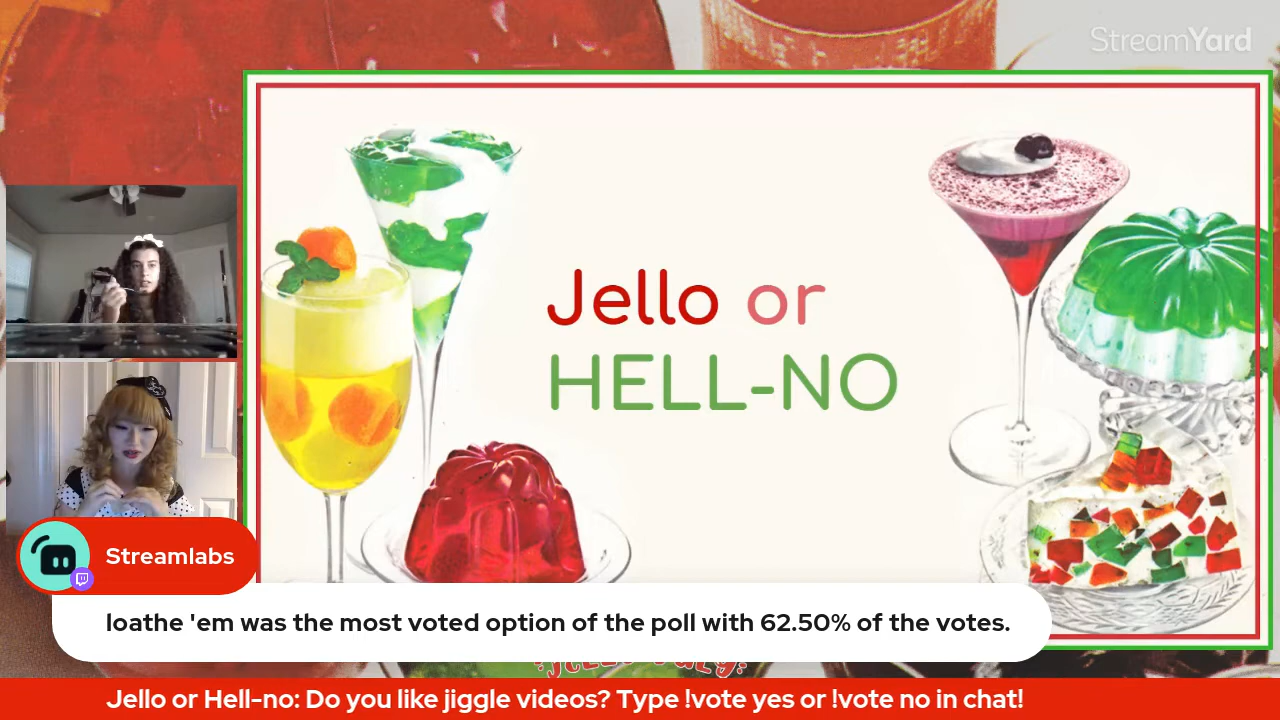 StreamYard
Jello or
HELL-NO
Streamlabs
loathe 'em was the most voted option of the poll with 62.50% of the votes.
Jello or Hell-no: Do you like jiggle videos? Type !vote yes or !vote no in chat!